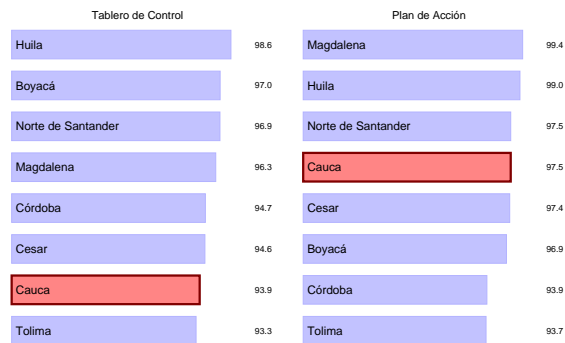 Tablero de Control
Huila 98.6
Boyacá 97.0
Norte de Santander 96.9
Magdalena 96.3
Córdoba 94.7
Cesar 94.6
Cauca 93.9
Tolima 93.3
Plan de Acción
Magdalena 99.4
Huila 99.0
Norte de Santander 97.5
Cauca 97.5
Cesar 97.4
Boyacá 96.9
Córdoba 93.9
Tolima 93.7